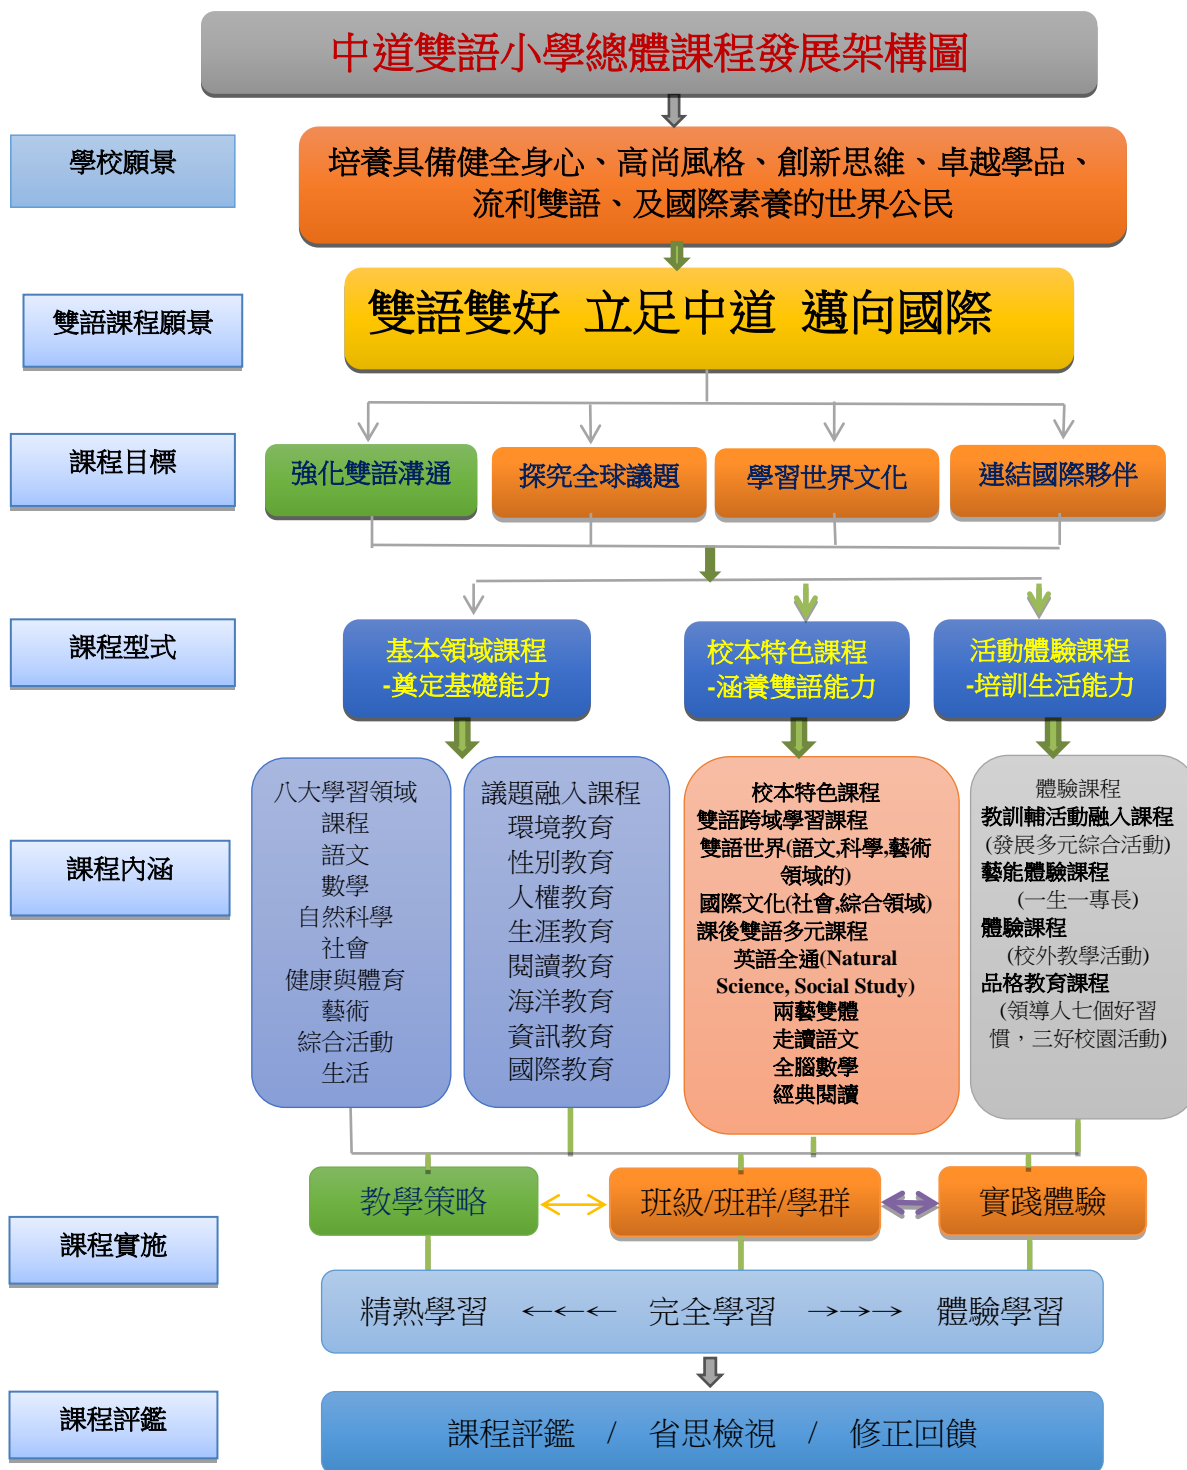 中道雙語小學總體課程發展架構圖
學校願景
培養具備健全身心、高尚風格、創新思維、卓越學品、
流利雙語、及國際素養的世界公民
雙語課程願景
雙語雙好 立足中道 邁向國際
課程目標
強化雙語溝通
探究全球議題
學習世界文化
連結國際夥伴
課程型式
基本領域課程
-奠定基礎能力
校本特色課程
-涵養雙語能力
活動體驗課程
-培訓生活能力
課程內涵
八大學習領域
課程
語文
數學
自然科學
社會
健康與體育
藝術
綜合活動
生活
議題融入課程
環境教育
性別教育
人權教育
生涯教育
閱讀教育
海洋教育
資訊教育
國際教育
校本特色課程
雙語跨域學習課程
雙語世界(語文,科學,藝術
領域的)
國際文化(社會,綜合領域)
課後雙語多元課程
英語全通(Natural
Science, Social Study)
兩藝雙體
走讀語文
全腦數學
經典閱讀
體驗課程
教訓輔活動融入課程
(發展多元綜合活動)
藝能體驗課程
(一生一專長)
體驗課程
(校外教學活動)
品格教育課程
(領導人七個好習
慣，三好校園活動)
課程實施
教學策略
班級/班群/學群
實踐體驗
精熟學習 ←←← 完全學習 →→→ 體驗學習
課程評鑑
課程評鑑 / 省思檢視 / 修正回饋